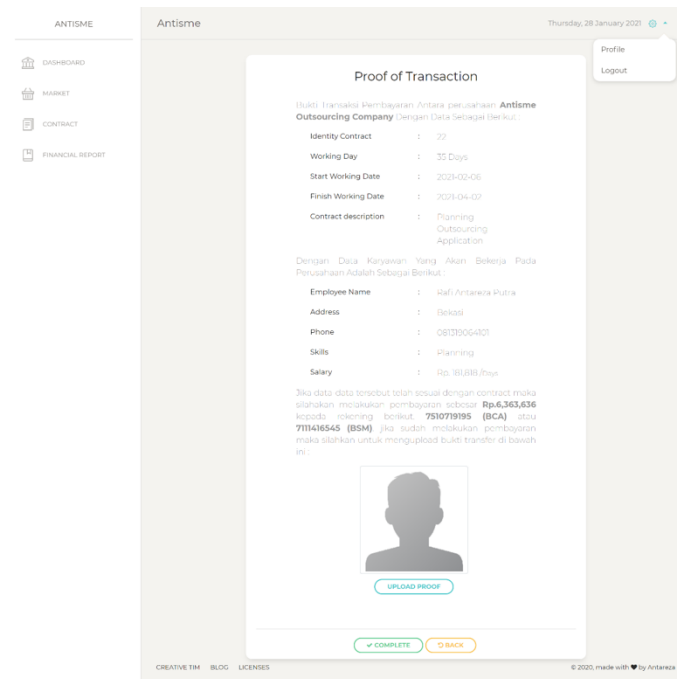 ANTISME
Antisme
Thursday, 28 January 2021
Profile
Logout
DASHBOARD
MARKET
CONTRACT
FINANCIAL REPORT
Proof of Transaction
Bukti Transaksi Pembayaran Antara perusahaan Antisme
Outsourcing Company Dengan Data Sebagai Berikut :
Identity Contract : 22
Working Day : 35 Days
Start Working Date : 2021-02-06
Finish Working Date : 2021-04-02
Contract description : Planning
Outsourcing
Application
Dengan Data Karyawan Yang Akan Bekerja Pada
Perusahaan Adalah Sebagai Berikut :
Employee Name : Rafi Antareza Putra
Address : Bekasi
Phone : 081319064101
Skills : Planning
Salary : Rp. 181,818 /Days
Jika data-data tersebut telah sesuai dengan contract maka
silahakan melakukan pembayaran sebesar Rp.6,363,636
kepada rekening berikut, 7510719195 (BCA) atau
7111416545 (BSM) jika sudah melakukan pembayaran
maka silahkan untuk mengupload bukti transfer di bawah
ini :
UPLOAD PROOF
COMPLETE
BACK
CREATIVE TIM BLOG LICENSES
© 2020, made with ♥ by Antareza